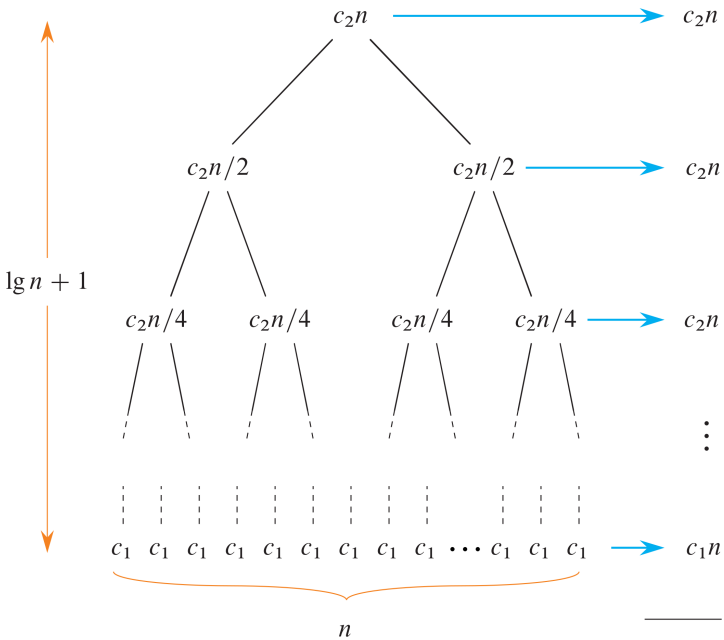 c₂n c₂n
c₂n/2 c₂n/2 c₂n
lg n + 1
c₂n/4 c₂n/4 c₂n/4 c₂n/4 c₂n
⋮
c₁ c₁ c₁ c₁ c₁ c₁ c₁ c₁ c₁ ⋯ c₁ c₁ c₁ c₁n
n